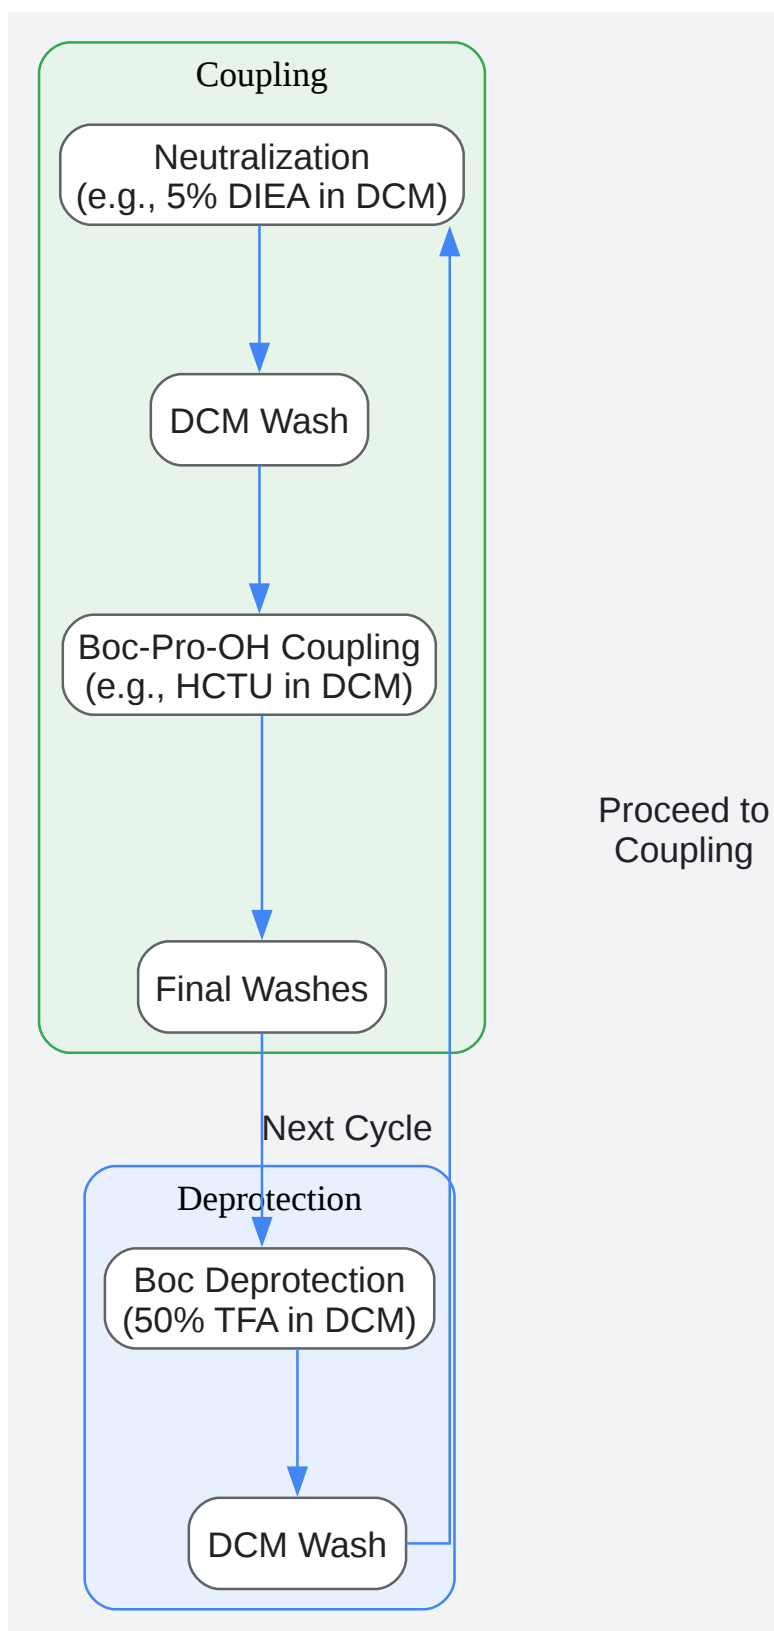 Coupling
Neutralization
(e.g., 5% DIEA in DCM)
DCM Wash
Boc-Pro-OH Coupling
(e.g., HCTU in DCM)
Proceed to
Coupling
Final Washes
Next Cycle
Deprotection
Boc Deprotection
(50% TFA in DCM)
DCM Wash